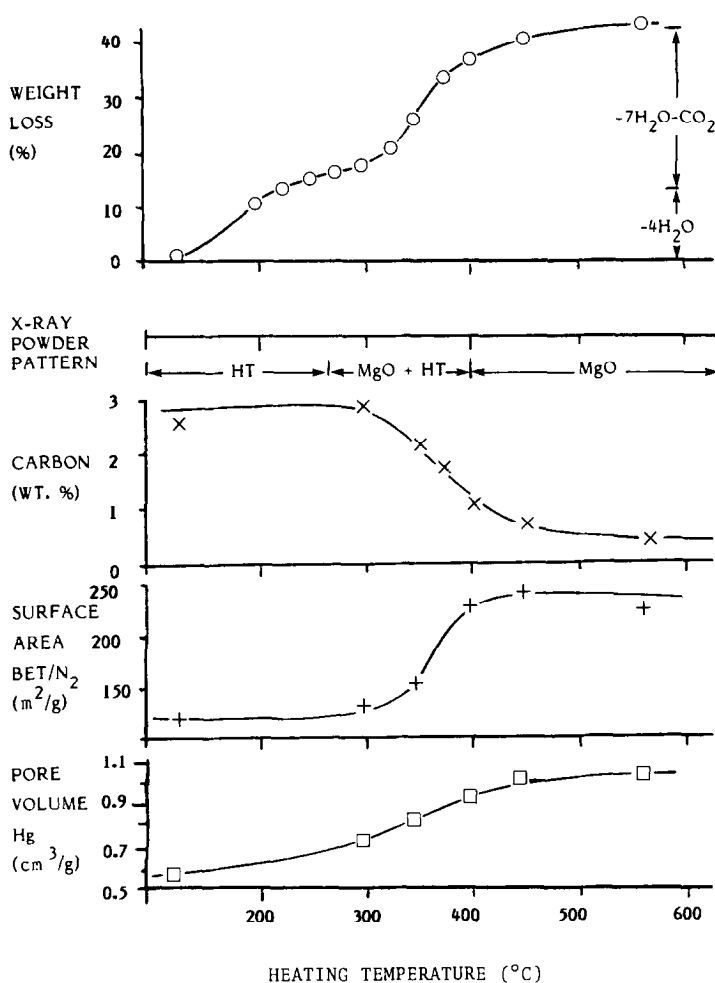 WEIGHT
LOSS
(%)
40
30
20
10
0
-7H₂O-CO₂
-4H₂O
X-RAY
POWDER
PATTERN
HT
MgO + HT
MgO
CARBON
(WT. %)
3
2
1
0
SURFACE
AREA
BET/N₂
(m²/g)
250
200
150
PORE
VOLUME
Hg
(cm³/g)
1.1
0.9
0.7
0.5
200 300 400 500 600
HEATING TEMPERATURE (°C)